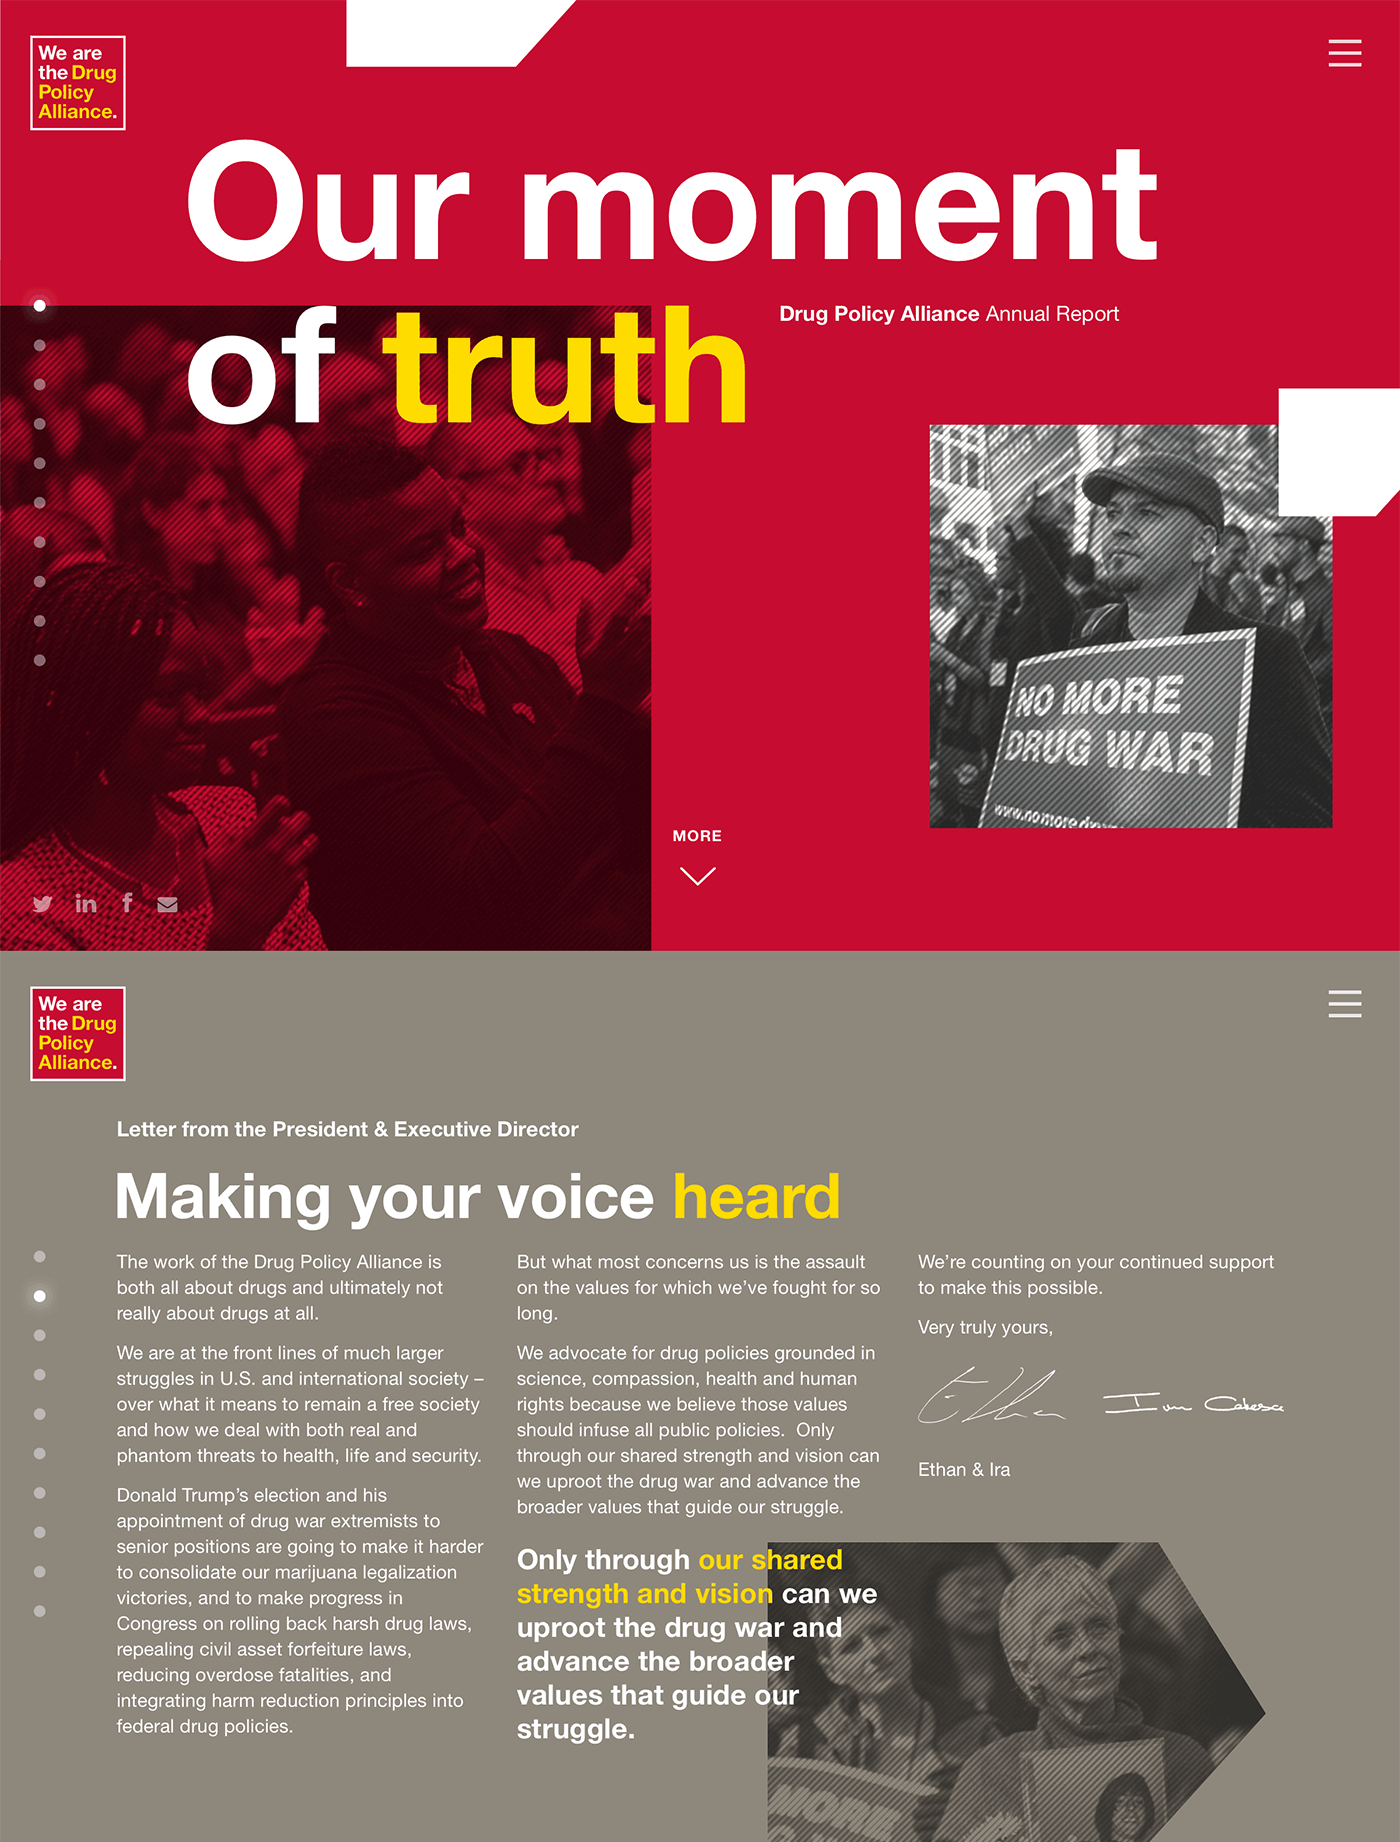 We are
the Drug
Policy
Alliance.
Our moment
of truth
Drug Policy Alliance Annual Report
NO MORE
DRUG WAR
MORE
We are
the Drug
Policy
Alliance.
Letter from the President & Executive Director
Making your voice heard
The work of the Drug Policy Alliance is
both all about drugs and ultimately not
really about drugs at all.
We are at the front lines of much larger
struggles in U.S. and international society –
over what it means to remain a free society
and how we deal with both real and
phantom threats to health, life and security.
Donald Trump’s election and his
appointment of drug war extremists to
senior positions are going to make it harder
to consolidate our marijuana legalization
victories, and to make progress in
Congress on rolling back harsh drug laws,
repealing civil asset forfeiture laws,
reducing overdose fatalities, and
integrating harm reduction principles into
federal drug policies.
But what most concerns us is the assault
on the values for which we’ve fought for so
long.
We advocate for drug policies grounded in
science, compassion, health and human
rights because we believe those values
should infuse all public policies.  Only
through our shared strength and vision can
we uproot the drug war and advance the
broader values that guide our struggle.
Only through our shared
strength and vision can we
uproot the drug war and
advance the broader
values that guide our
struggle.
We’re counting on your continued support
to make this possible.
Very truly yours,
Ethan & Ira